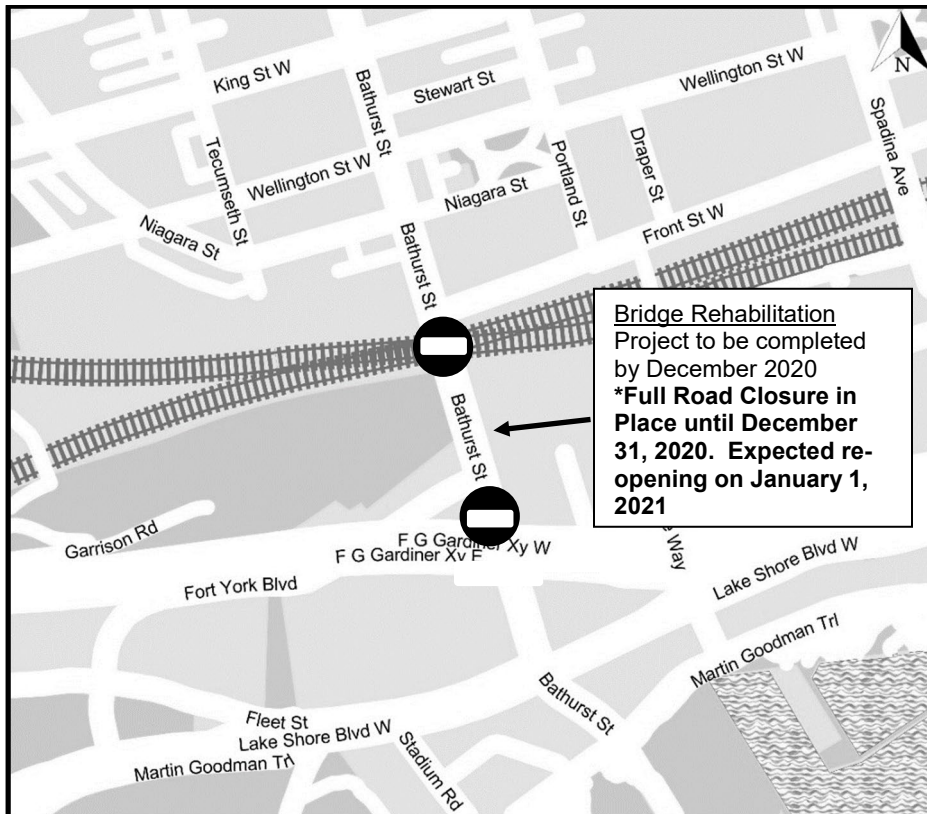 King St W
Bathurst St
Stewart St
Wellington St W
N
Spadina Ave
Tecumseth St
Wellington St W
Portland St
Draper St
Niagara St
Niagara St
Bathurst St
Front St W
Bridge Rehabilitation
Project to be completed
by December 2020
*Full Road Closure in
Place until December
31, 2020. Expected re-
opening on January 1,
2021
Bathurst St
Garrison Rd
F G Gardiner Xy W
F G Gardiner Xy E
Way
Fort York Blvd
Lake Shore Blvd W
Martin Goodman Trl
Bathurst St
Fleet St
Lake Shore Blvd W
Stadium Rd
Martin Goodman Trl